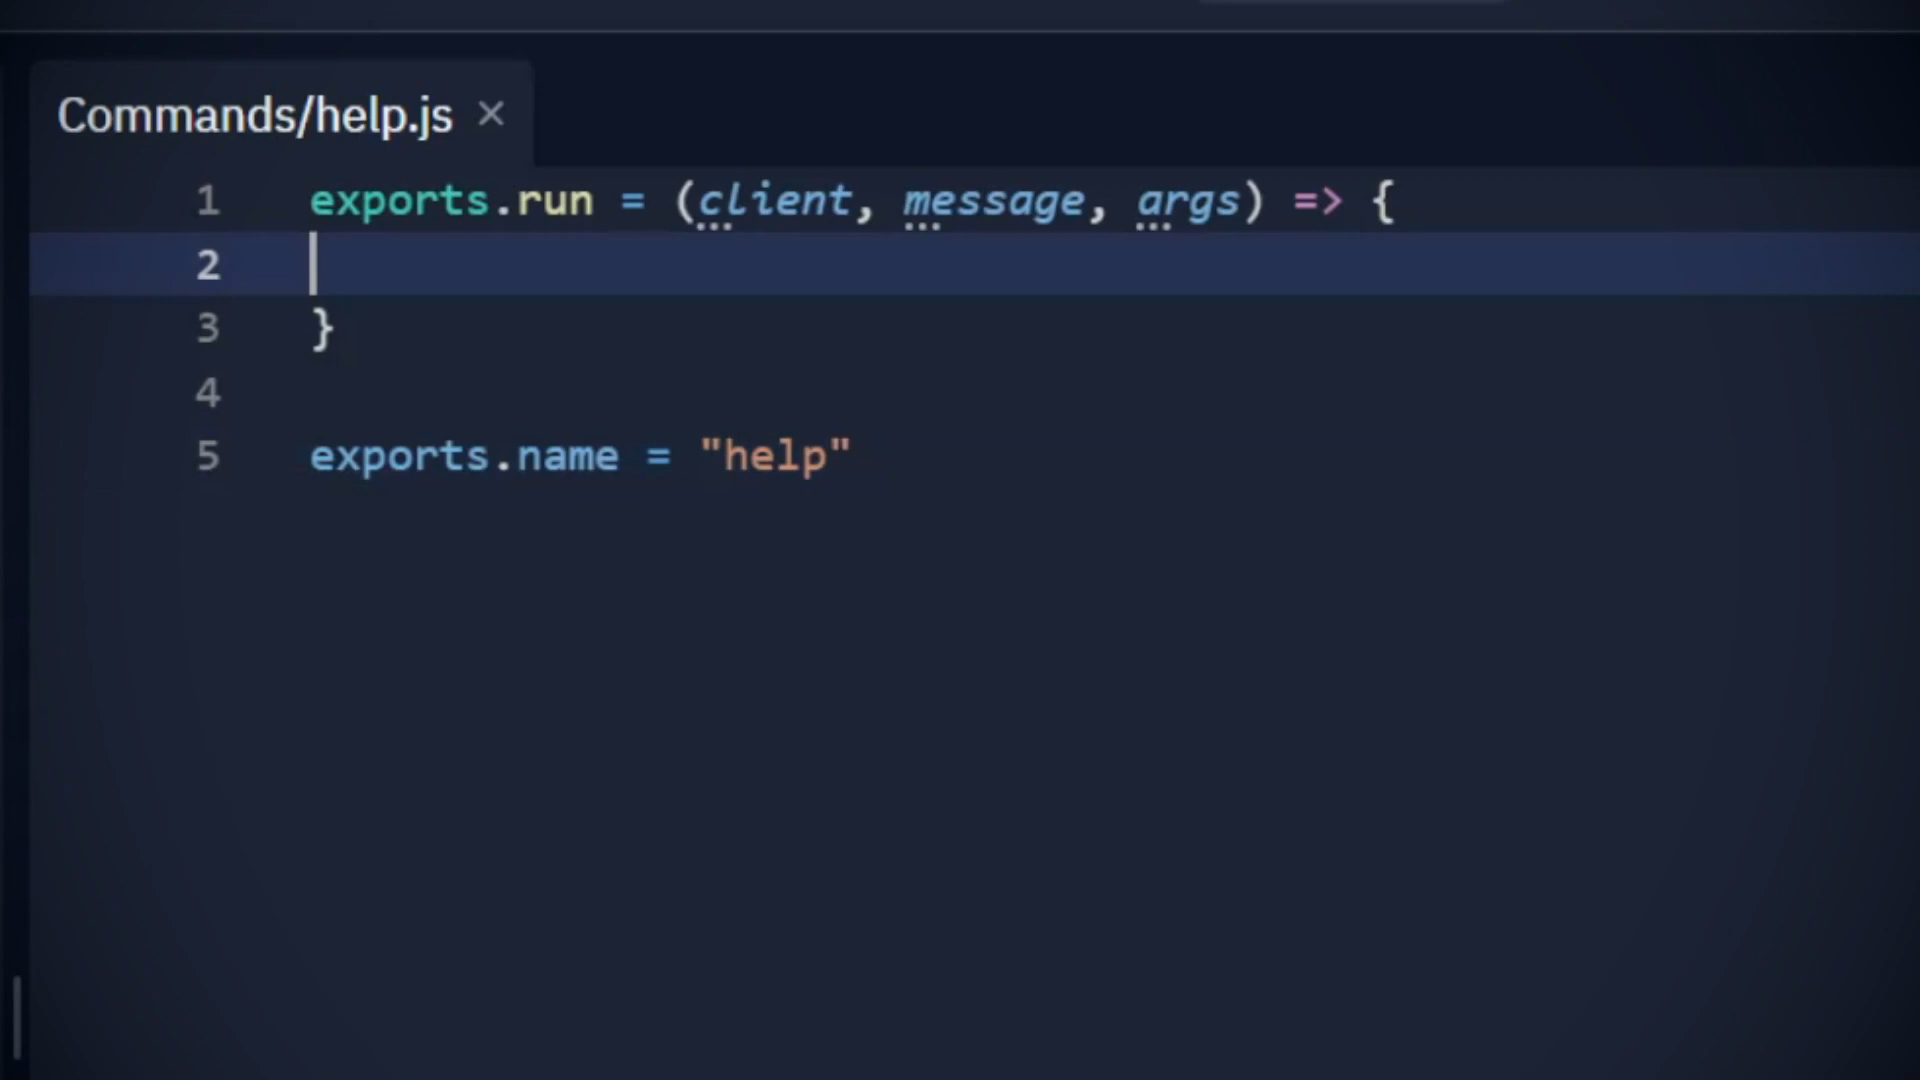 Commands/help.js ×
1 exports.run = (client, message, args) => {
2
3 }
4
5 exports.name = "help"